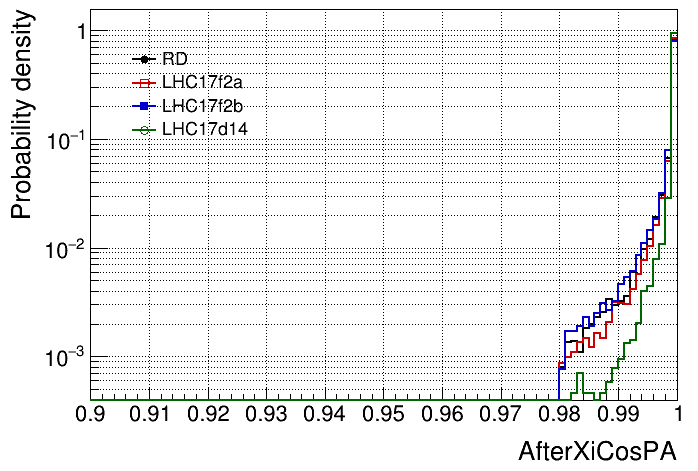 Probability density
1
10⁻¹
10⁻²
10⁻³
RD
LHC17f2a
LHC17f2b
LHC17d14
0.9 0.91 0.92 0.93 0.94 0.95 0.96 0.97 0.98 0.99 1
AfterXiCosPA